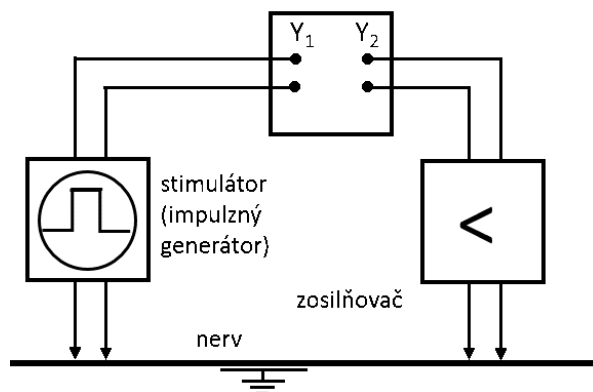 Y₁ Y₂
stimulátor
(impulzný
generátor)
<
zosilňovač
nerv